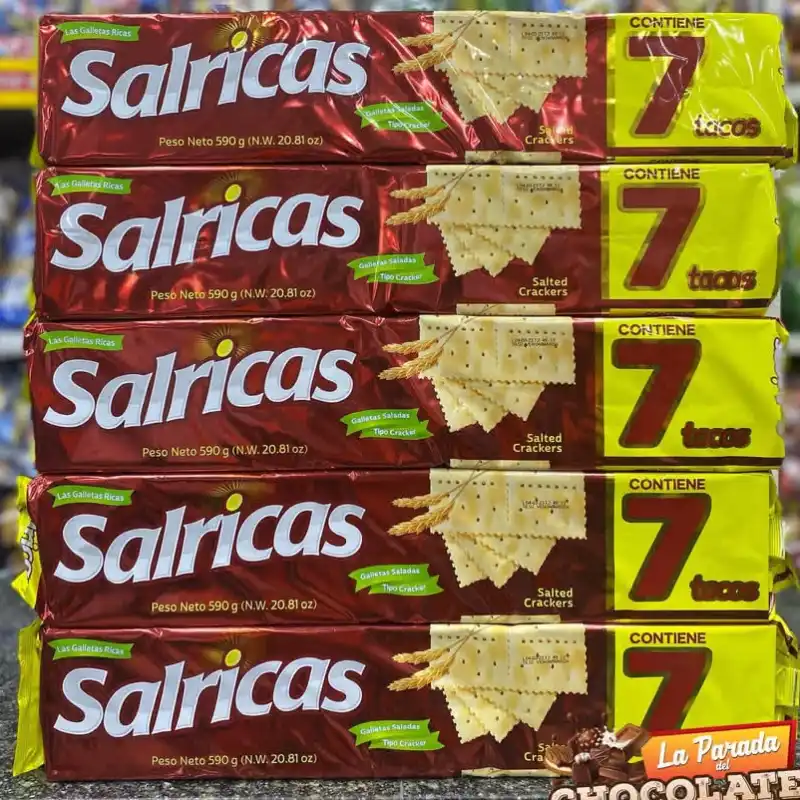 Las Galletas Ricas
Salricas
Peso Neto 590 g (N.W. 20.81 oz)
Galletas Saladas
Tipo Cracker
Salted
Crackers
CONTIENE
7
tacos
Las Galletas Ricas
Salricas
Peso Neto 590 g (N.W. 20.81 oz)
Galletas Saladas
Tipo Cracker
Salted
Crackers
CONTIENE
7
tacos
Las Galletas Ricas
Salricas
Peso Neto 590 g (N.W. 20.81 oz)
Galletas Saladas
Tipo Cracker
Salted
Crackers
CONTIENE
7
tacos
Las Galletas Ricas
Salricas
Peso Neto 590 g (N.W. 20.81 oz)
Galletas Saladas
Tipo Cracker
Salted
Crackers
CONTIENE
7
tacos
Las Galletas Ricas
Salricas
Peso Neto 590 g (N.W. 20.81 oz)
Galletas Saladas
Tipo Cracker
CONTIENE
7
La Parada
del
CHOCOLATE